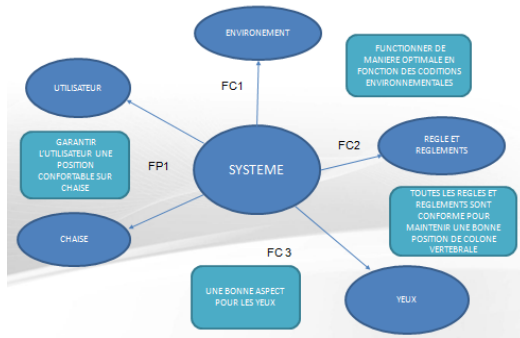 ENVIRONEMENT
FUNCTIONNER DE
MANIERE OPTIMALE EN
FONCTION DES CODITIONS
ENVIRONNEMENTALES
UTILISATEUR
FC1
GARANTIR
L'UTILISATEUR UNE
POSITION
CONFORTABLE SUR
CHAISE
FP1
SYSTEME
FC2
REGLE ET
REGLEMENTS
TOUTES LES REGLES ET
REGLEMENTS SONT
CONFORME POUR
MAINTENIR UNE BONNE
POSITION DE COLONE
VERTEBRALE
CHAISE
FC 3
UNE BONNE ASPECT
POUR LES YEUX
YEUX